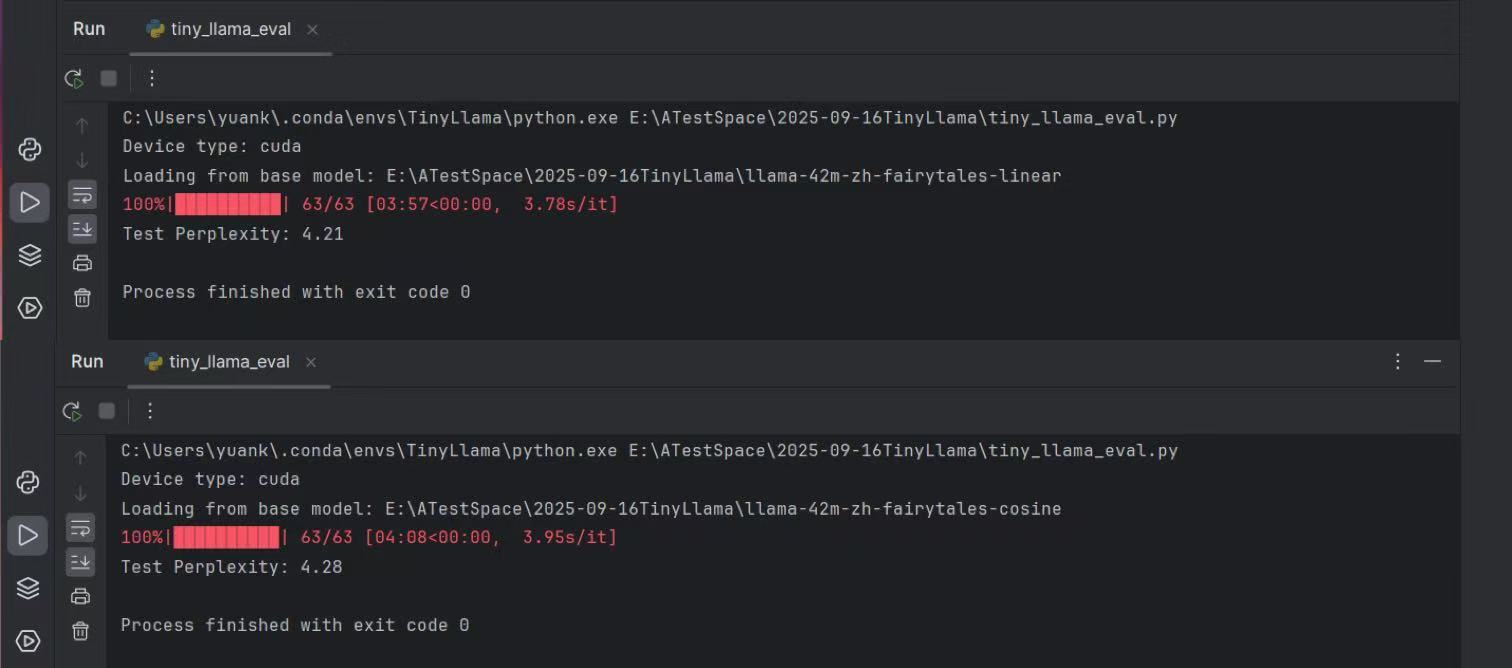 Run tiny_llama_eval
C:\Users\yuank\.conda\envs\TinyLlama\python.exe E:\ATestSpace\2025-09-16TinyLlama\tiny_llama_eval.py
Device type: cuda
Loading from base model: E:\ATestSpace\2025-09-16TinyLlama\llama-42m-zh-fairytales-linear
100%|██████████| 63/63 [03:57<00:00,  3.78s/it]
Test Perplexity: 4.21
Process finished with exit code 0
Run tiny_llama_eval
C:\Users\yuank\.conda\envs\TinyLlama\python.exe E:\ATestSpace\2025-09-16TinyLlama\tiny_llama_eval.py
Device type: cuda
Loading from base model: E:\ATestSpace\2025-09-16TinyLlama\llama-42m-zh-fairytales-cosine
100%|██████████| 63/63 [04:08<00:00,  3.95s/it]
Test Perplexity: 4.28
Process finished with exit code 0